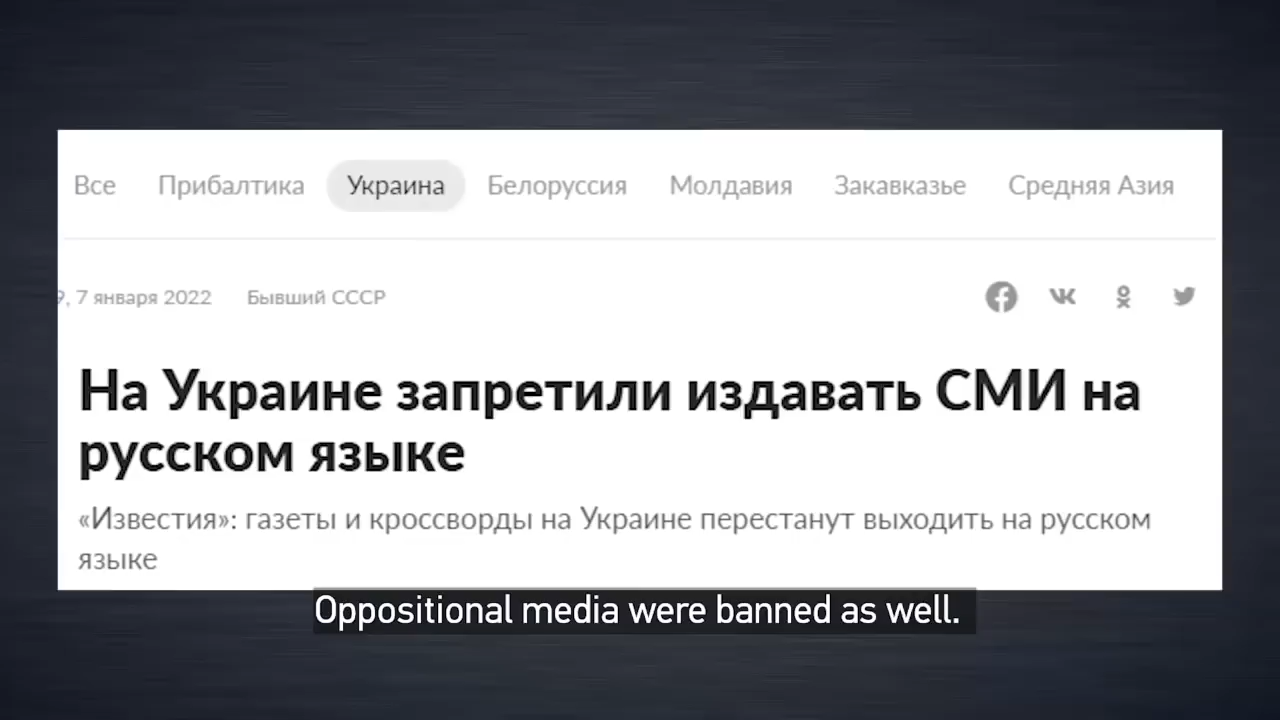 Все Прибалтика Украина Белоруссия Молдавия Закавказье Средняя Азия
9, 7 января 2022 Бывший СССР
На Украине запретили издавать СМИ на
русском языке
«Известия»: газеты и кроссворды на Украине перестанут выходить на русском
языке
Oppositional media were banned as well.